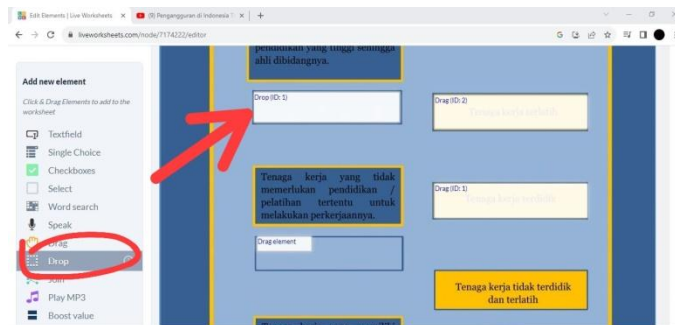 Edit Elements | Live Worksheets
(9) Pengangguran di Indonesia
liveworksheets.com/node/7174222/editor
Add new element
Click & Drag Elements to add to the
worksheet
Textfield
Single Choice
Checkboxes
Select
Word search
Speak
Drag
Drop
Join
Play MP3
Boost value
pendidikan yang tinggi sehingga
ahli dibidangnya.
Drop (ID: 1)
Drag (ID: 2)
Tenaga kerja terlatih
Tenaga kerja yang tidak
memerlukan pendidikan /
pelatihan tertentu untuk
melakukan perkerjaannya.
Drag (ID: 1)
Tenaga kerja terdidik
Drag element
Tenaga kerja tidak terdidik
dan terlatih